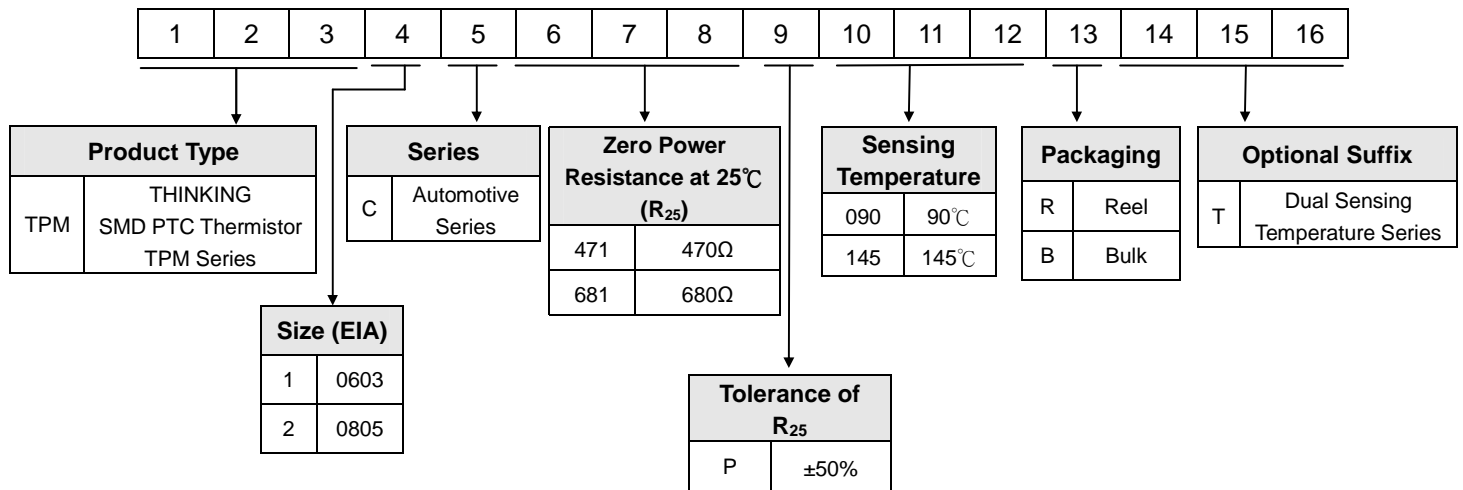 1 2 3 4 5 6 7 8 9 10 11 12 13 14 15 16
Product Type
TPM
THINKING
SMD PTC Thermistor
TPM Series
Size (EIA)
1 0603
2 0805
Series
C
Automotive
Series
Zero Power
Resistance at 25℃
(R₂₅)
471 470Ω
681 680Ω
Tolerance of
R₂₅
P ±50%
Sensing
Temperature
090 90℃
145 145℃
Packaging
R Reel
B Bulk
Optional Suffix
T
Dual Sensing
Temperature Series